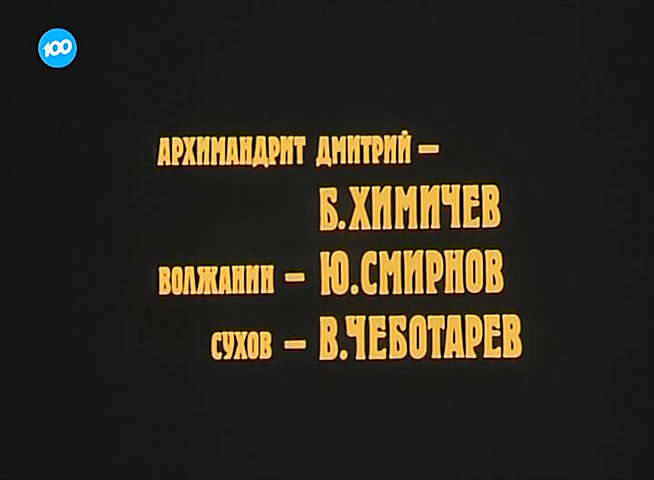 100
АРХИМАНДРИТ ДМИТРИЙ –
Б. ХИМИЧЕВ
ВОЛЖАНИН – Ю. СМИРНОВ
СУХОВ – В. ЧЕБОТАРЕВ